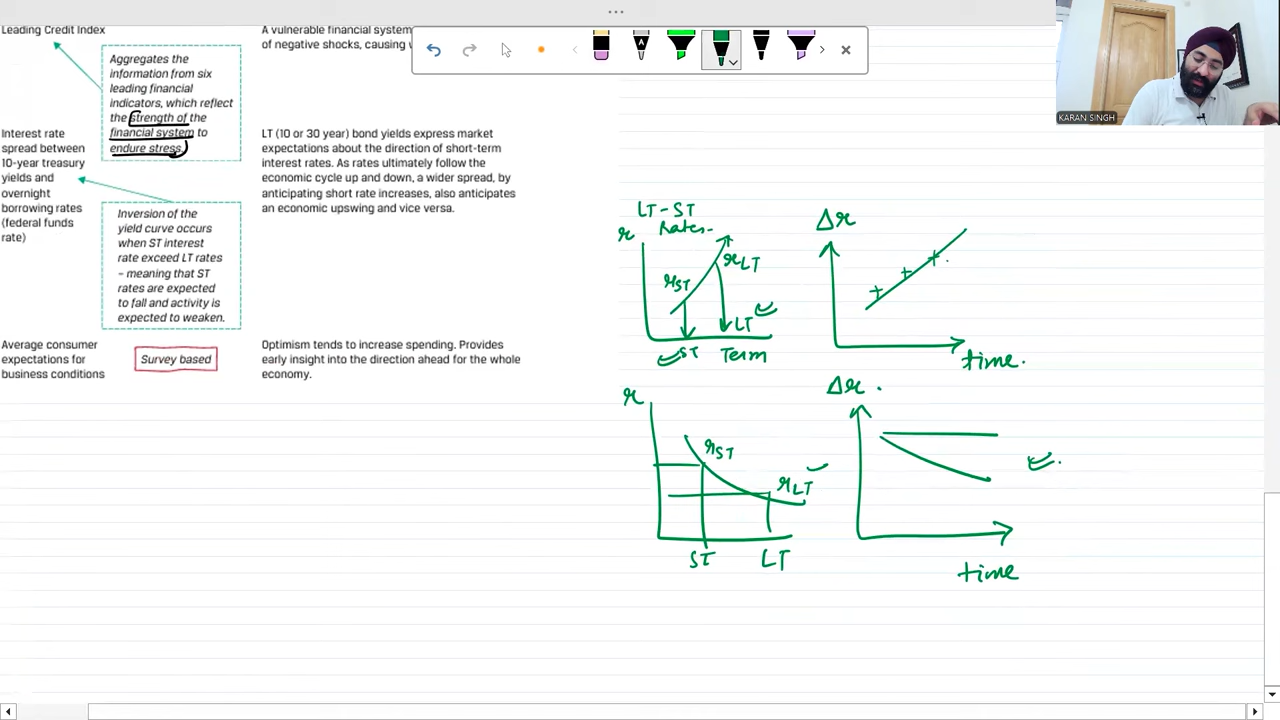 Leading Credit Index
Aggregates the
information from six
leading financial
indicators, which reflect
the strength of the
financial system to
endure stress.
A vulnerable financial system
of negative shocks, causing
Interest rate
spread between
10-year treasury
yields and
overnight
borrowing rates
(federal funds
rate)
Inversion of the
yield curve occurs
when ST interest
rate exceed LT rates
– meaning that ST
rates are expected
to fall and activity is
expected to weaken.
LT (10 or 30 year) bond yields express market
expectations about the direction of short-term
interest rates. As rates ultimately follow the
economic cycle up and down, a wider spread, by
anticipating short rate increases, also anticipates
an economic upswing and vice versa.
Average consumer
expectations for
business conditions
Survey based
Optimism tends to increase spending. Provides
early insight into the direction ahead for the whole
economy.
LT-ST
Rates.
r
rST
rLT
LT
ST
Term
Δr
+ + +
time.
r
rST
rLT
ST
LT
Δr.
time
KARAN SINGH